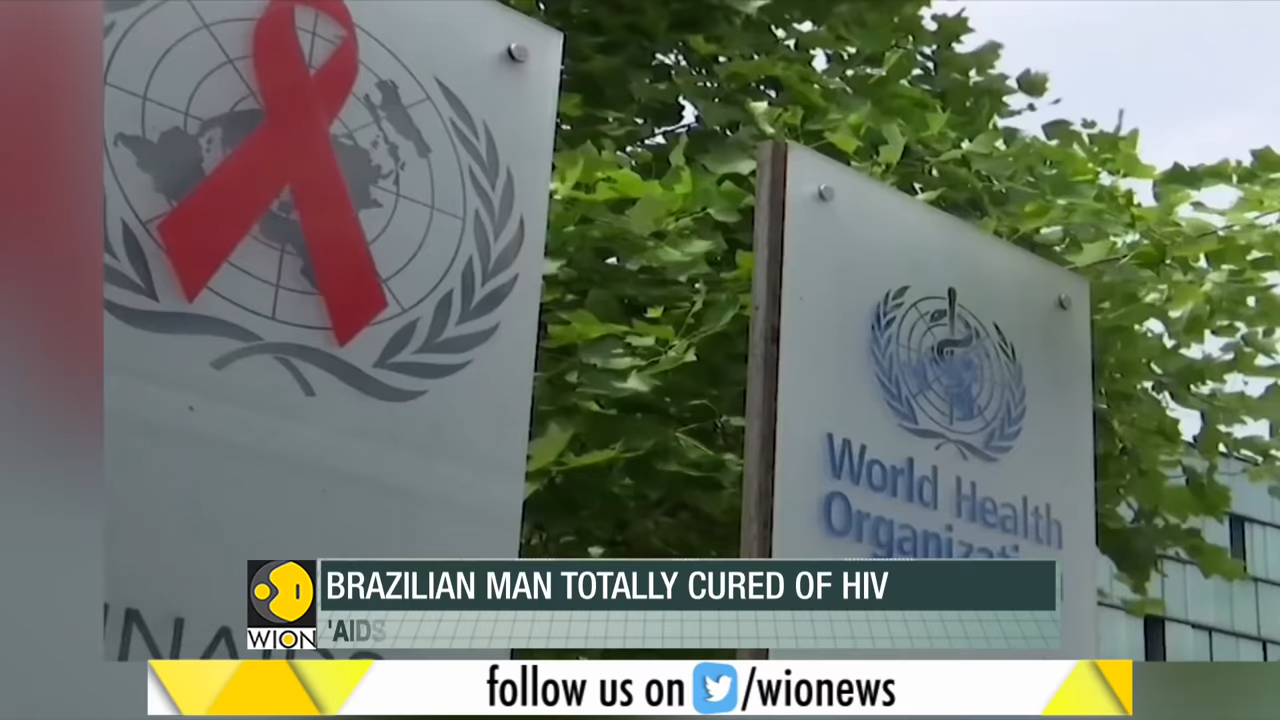 World Health
BRAZILIAN MAN TOTALLY CURED OF HIV
'AIDS
WION
follow us on /wionews